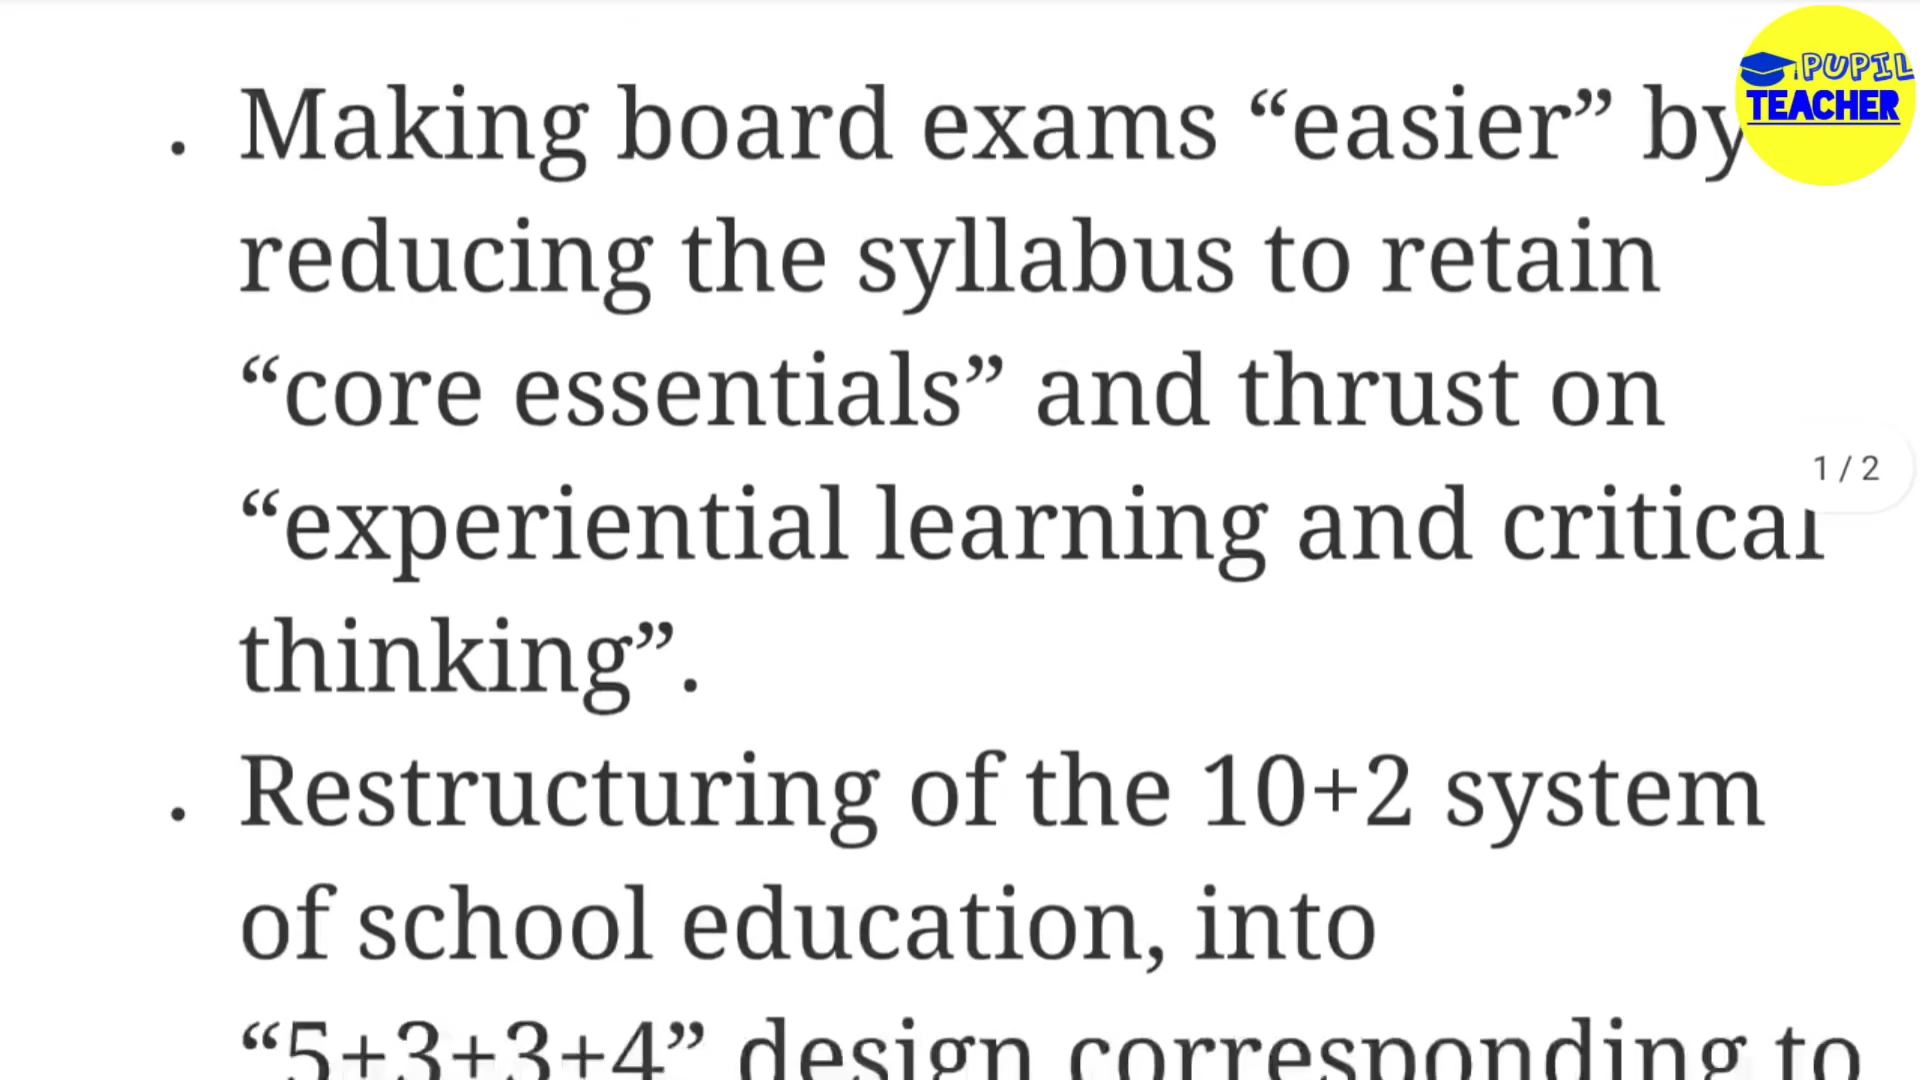 PUPIL
TEACHER
. Making board exams “easier” by
reducing the syllabus to retain
“core essentials” and thrust on
1 / 2
“experiential learning and critical
thinking”.
. Restructuring of the 10+2 system
of school education, into
“5+3+3+4” design corresponding to